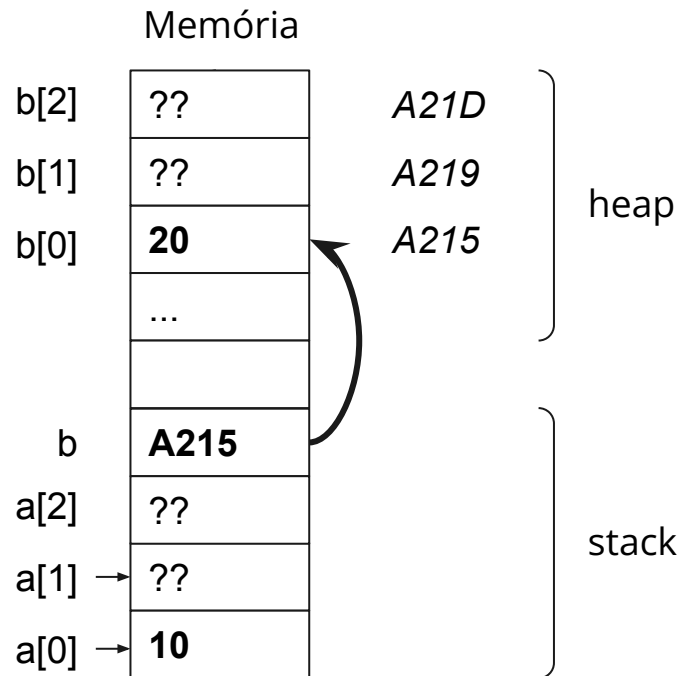 Memória
b[2] ?? A21D
b[1] ?? A219
heap
b[0] 20 A215
...
b A215
a[2] ??
stack
a[1] ??
a[0] 10